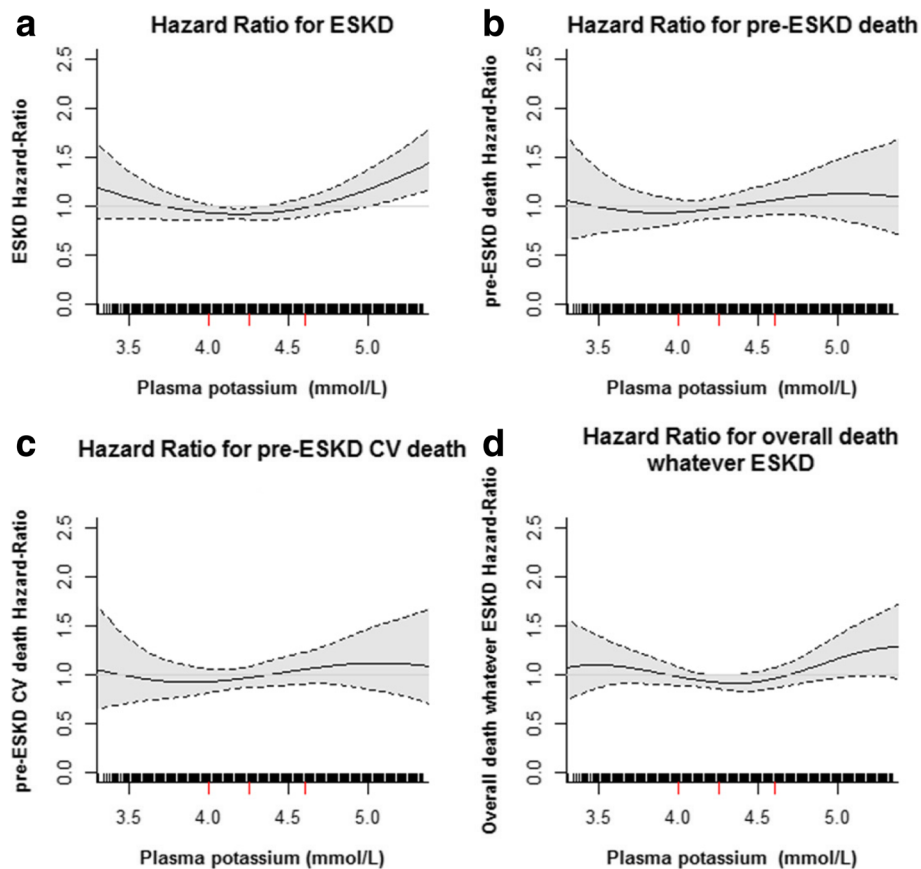 a
Hazard Ratio for ESKD
ESKD Hazard-Ratio
2.5
2.0
1.5
1.0
0.5
0.0
3.5 4.0 4.5 5.0
Plasma potassium (mmol/L)
b
Hazard Ratio for pre-ESKD death
pre-ESKD death Hazard-Ratio
2.5
2.0
1.5
1.0
0.5
0.0
3.5 4.0 4.5 5.0
Plasma potassium (mmol/L)
c
Hazard Ratio for pre-ESKD CV death
pre-ESKD CV death Hazard-Ratio
2.5
2.0
1.5
1.0
0.5
0.0
3.5 4.0 4.5 5.0
Plasma potassium (mmol/L)
d
Hazard Ratio for overall death
whatever ESKD
Overall death whatever ESKD Hazard-Ratio
2.5
2.0
1.5
1.0
0.5
0.0
3.5 4.0 4.5 5.0
Plasma potassium (mmol/L)